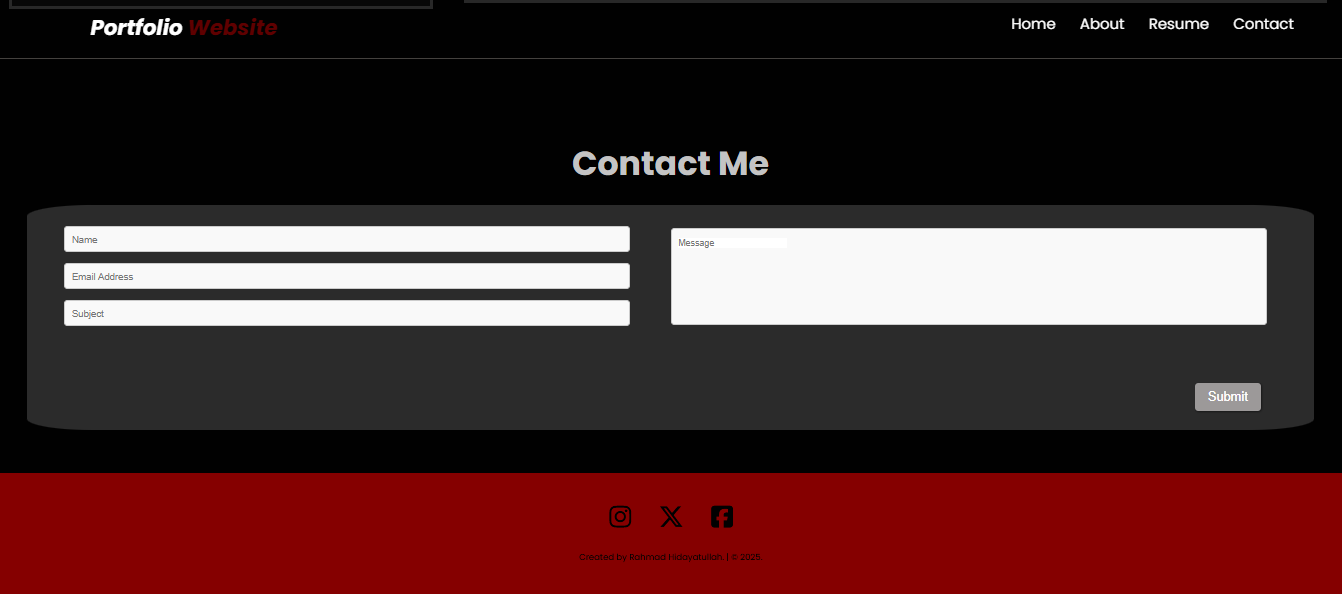 Portfolio Website
Home About Resume Contact
Contact Me
Name
Email Address
Subject
Message
Submit
Created by Rahmad Hidayatullah. | © 2025.